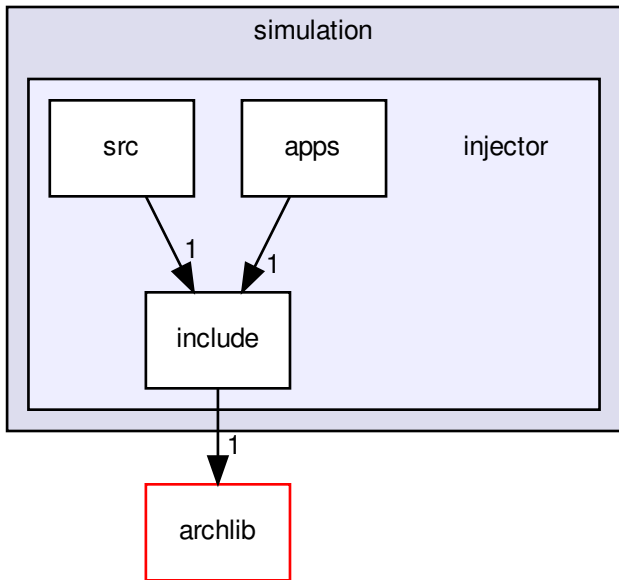 simulation
src
apps
injector
1
1
include
1
archlib